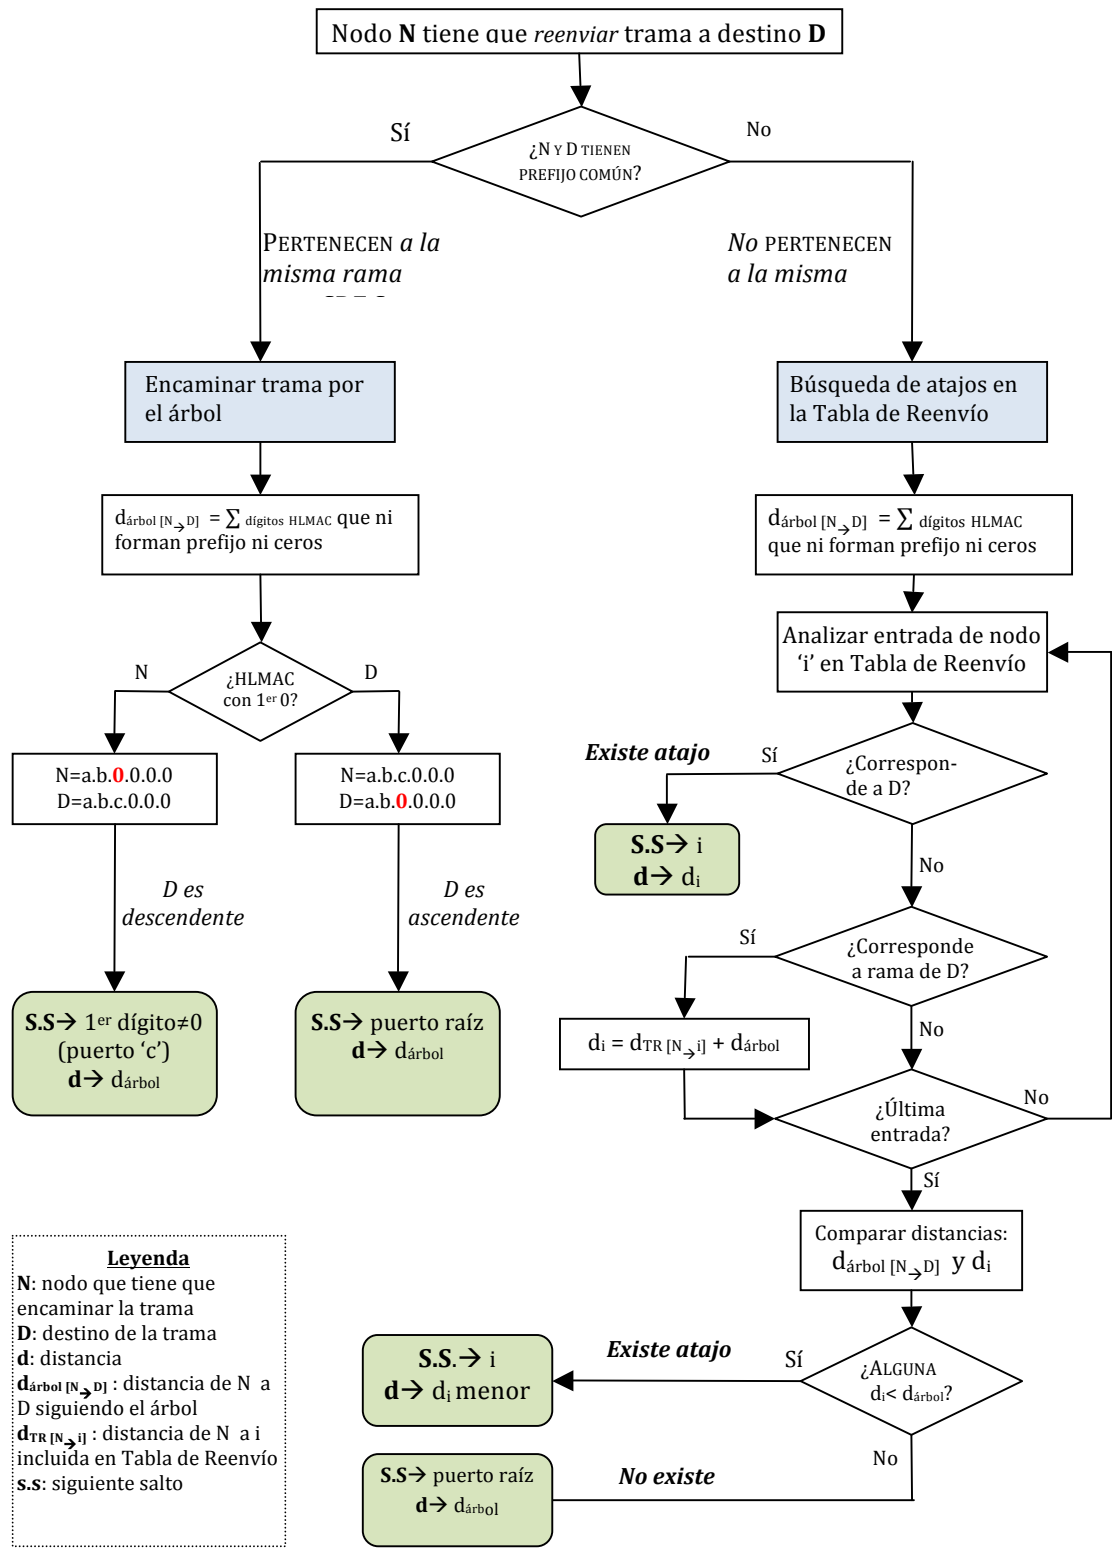 Nodo N tiene que reenviar trama a destino D
Sí
No
¿N Y D TIENEN
PREFIJO COMÚN?
PERTENECEN a la
misma rama
No PERTENECEN
a la misma
Encaminar trama por
el árbol
Búsqueda de atajos en
la Tabla de Reenvío
dárbol [N→D] = ∑ dígitos HLMAC que ni
forman prefijo ni ceros
dárbol [N→D] = ∑ dígitos HLMAC
que ni forman prefijo ni ceros
Analizar entrada de nodo
‘i’ en Tabla de Reenvío
N
¿HLMAC
con 1er 0?
D
N=a.b.0.0.0.0
D=a.b.c.0.0.0
N=a.b.c.0.0.0
D=a.b.0.0.0.0
Existe atajo
Sí
¿Correspon-
de a D?
S.S→ i
d→ di
No
D es
descendente
D es
ascendente
Sí
¿Corresponde
a rama de D?
No
S.S→ 1er dígito≠0
(puerto ‘c’)
d→ dárbol
S.S→ puerto raíz
d→ dárbol
di = dTR [N→i] + dárbol
¿Última
entrada?
No
Sí
Comparar distancias:
dárbol [N→D] y di
Leyenda
N: nodo que tiene que
encaminar la trama
D: destino de la trama
d: distancia
dárbol [N→D] : distancia de N a
D siguiendo el árbol
dTR [N→i] : distancia de N a i
incluida en Tabla de Reenvío
s.s: siguiente salto
S.S.→ i
d→ di menor
Existe atajo
Sí
¿ALGUNA
di< dárbol?
No
S.S→ puerto raíz
d→ dárbol
No existe